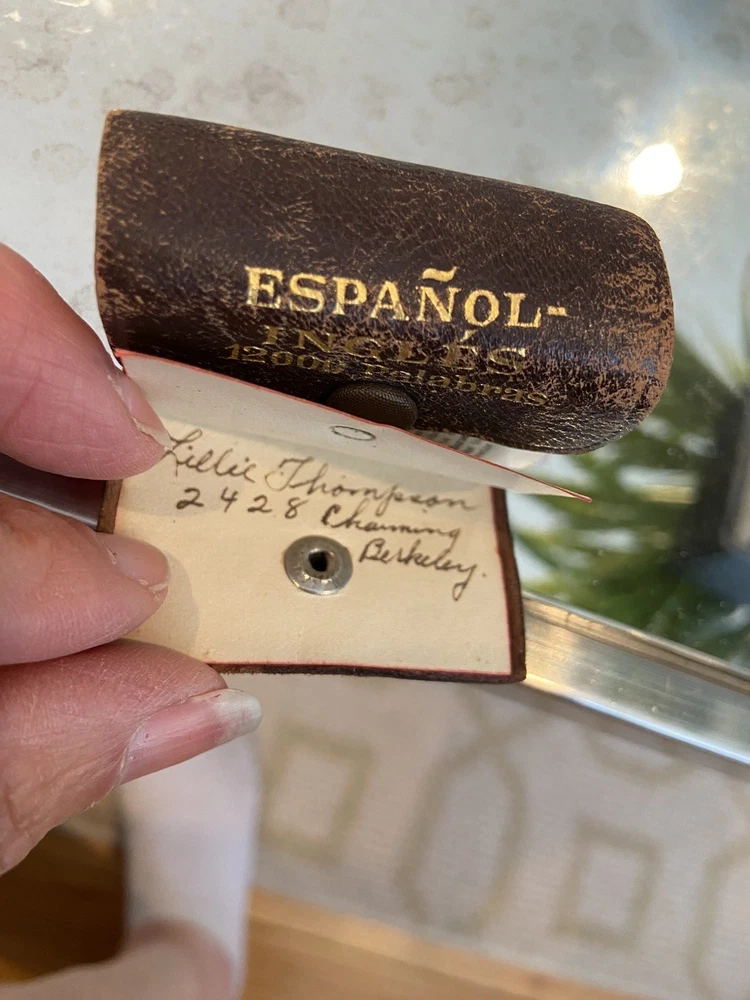 ESPAÑOL-
INGLÉS
12000 Palabras
Lillie Thompson
2428 Channing
Berkeley.